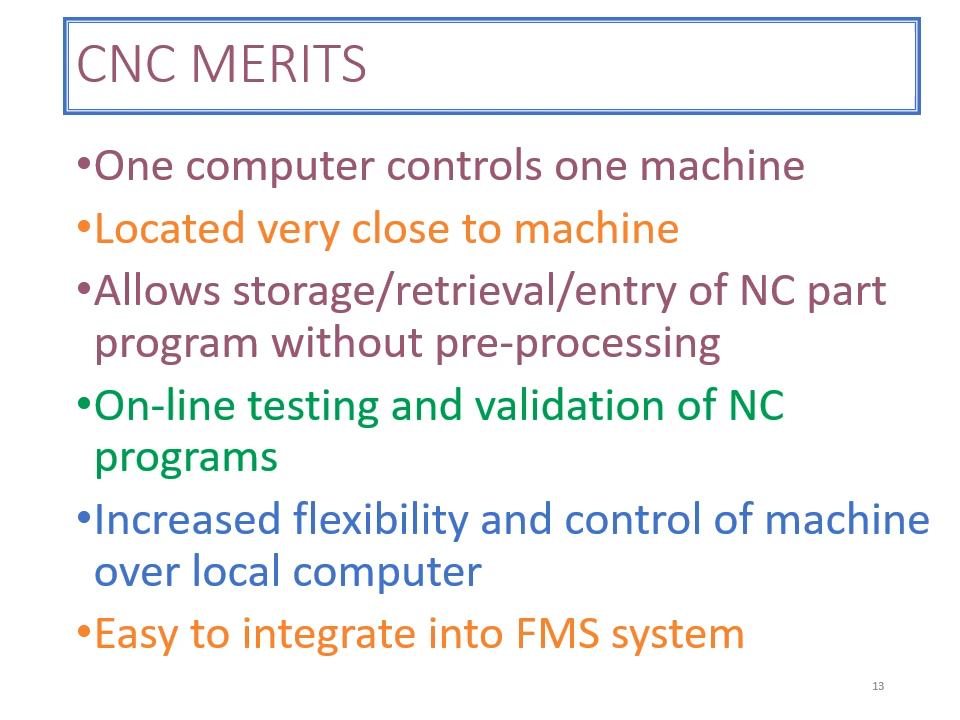 CNC MERITS
•One computer controls one machine
•Located very close to machine
•Allows storage/retrieval/entry of NC part
program without pre-processing
•On-line testing and validation of NC
programs
•Increased flexibility and control of machine
over local computer
•Easy to integrate into FMS system
13